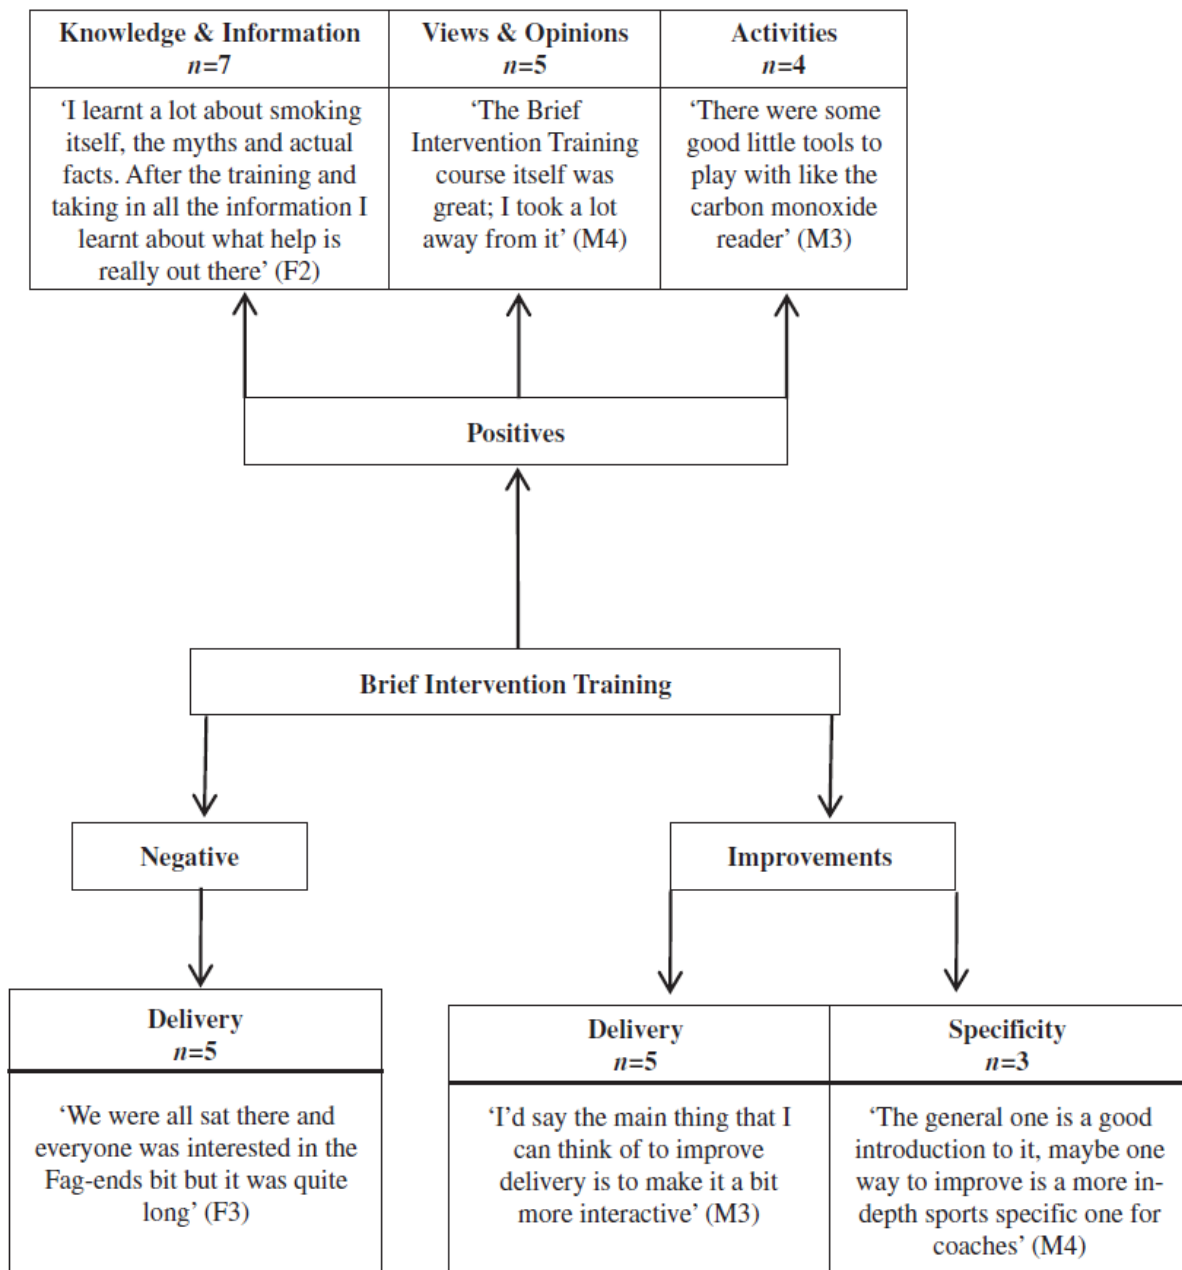 Knowledge & Information
n=7
‘I learnt a lot about smoking
itself, the myths and actual
facts. After the training and
taking in all the information I
learnt about what help is
really out there’ (F2)
Views & Opinions
n=5
‘The Brief
Intervention Training
course itself was
great; I took a lot
away from it’ (M4)
Activities
n=4
‘There were some
good little tools to
play with like the
carbon monoxide
reader’ (M3)
Positives
Brief Intervention Training
Negative
Improvements
Delivery
n=5
‘We were all sat there and
everyone was interested in the
Fag-ends bit but it was quite
long’ (F3)
Delivery
n=5
‘I’d say the main thing that I
can think of to improve
delivery is to make it a bit
more interactive’ (M3)
Specificity
n=3
‘The general one is a good
introduction to it, maybe one
way to improve is a more in-
depth sports specific one for
coaches’ (M4)